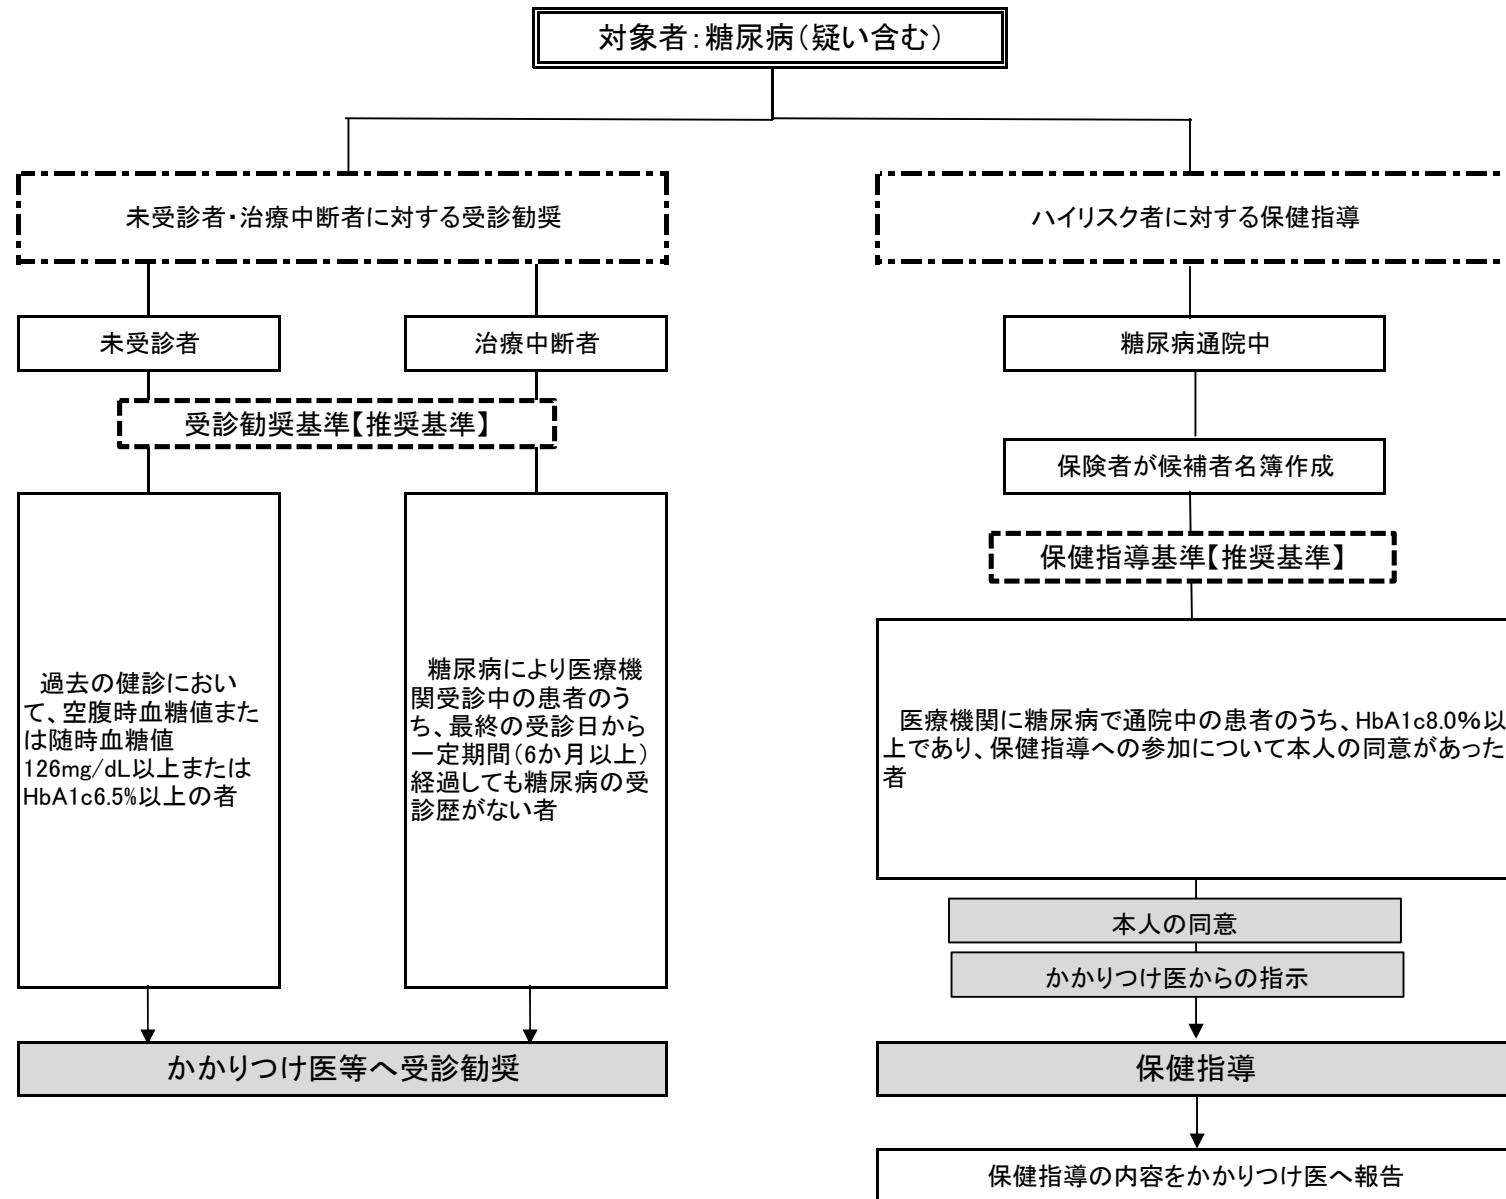 対象者：糖尿病（疑い含む）
未受診者・治療中断者に対する受診勧奨
ハイリスク者に対する保健指導
未受診者
治療中断者
糖尿病通院中
受診勧奨基準【推奨基準】
保険者が候補者名簿作成
保健指導基準【推奨基準】
過去の健診におい
て、空腹時血糖値また
は随時血糖値
126mg/dL以上または
HbA1c6.5%以上の者
糖尿病により医療機
関受診中の患者のう
ち、最終の受診日から
一定期間（6か月以上）
経過しても糖尿病の受
診歴がない者
医療機関に糖尿病で通院中の患者のうち、HbA1c8.0％以
上であり、保健指導への参加について本人の同意があった
者
本人の同意
かかりつけ医からの指示
かかりつけ医等へ受診勧奨
保健指導
保健指導の内容をかかりつけ医へ報告